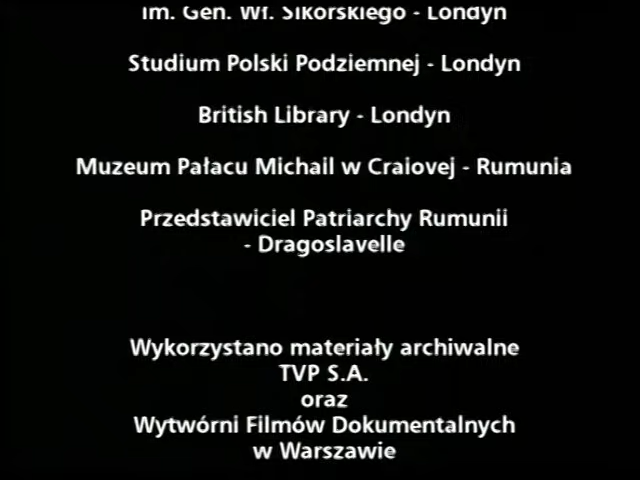 im. Gen. Wł. Sikorskiego - Londyn
Studium Polski Podziemnej - Londyn
British Library - Londyn
Muzeum Pałacu Michail w Craiovej - Rumunia
Przedstawiciel Patriarchy Rumunii
- Dragoslavelle
Wykorzystano materiały archiwalne
TVP S.A.
oraz
Wytwórni Filmów Dokumentalnych
w Warszawie